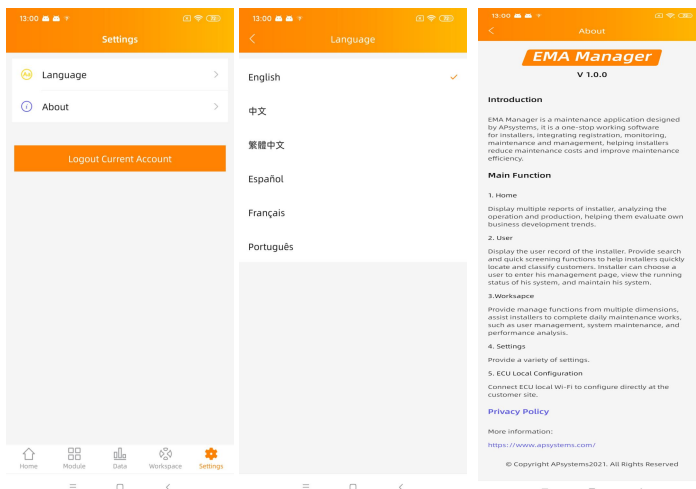 13:00
Settings
Language
About
Logout Current Account
Home
Module
Data
Workspace
Settings
13:00
Language
English
中文
繁體中文
Español
Français
Português
13:00
About
EMA Manager
V 1.0.0
Introduction
EMA Manager is a maintenance application designed
by APsystems, it is a one-stop working software
for installers, integrating registration, monitoring,
maintenance and management, helping installers
reduce maintenance costs and improve maintenance
efficiency.
Main Function
1. Home
Display multiple reports of installer, analyzing the
operation and production, helping them evaluate own
business development trends.
2. User
Display the user record of the installer. Provide search
and quick screening functions to help installers quickly
locate and classify customers. Installer can choose a
user to enter his management page, view the running
status of his system, and maintain his system.
3.Worksapce
Provide manage functions from multiple dimensions,
assist installers to complete daily maintenance works,
such as user management, system maintenance, and
performance analysis.
4. Settings
Provide a variety of settings.
5. ECU Local Configuration
Connect ECU local Wi-Fi to configure directly at the
customer site.
Privacy Policy
More information:
https://www.apsystems.com/
© Copyright APsystems2021. All Rights Reserved